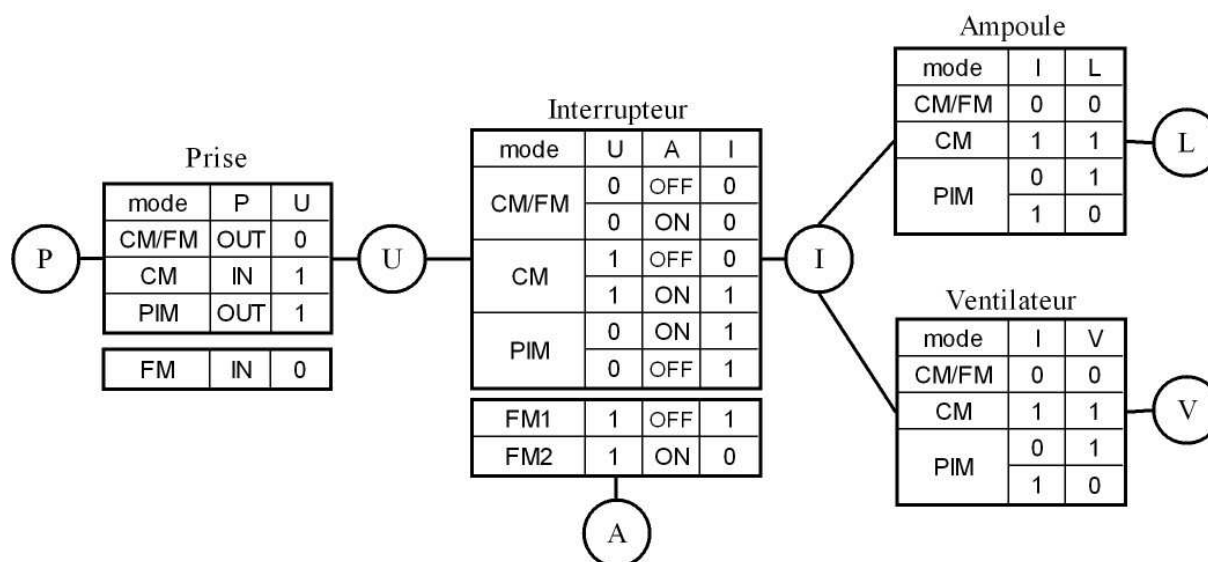 Prise
mode P U
CM/FM OUT 0
CM IN 1
PIM OUT 1
FM IN 0
P
U
Interrupteur
mode U A I
CM/FM 0 OFF 0
0 ON 0
CM 1 OFF 0
1 ON 1
PIM 0 ON 1
0 OFF 1
FM1 1 OFF 1
FM2 1 ON 0
A
I
Ampoule
mode I L
CM/FM 0 0
CM 1 1
PIM 0 1
1 0
L
Ventilateur
mode I V
CM/FM 0 0
CM 1 1
PIM 0 1
1 0
V